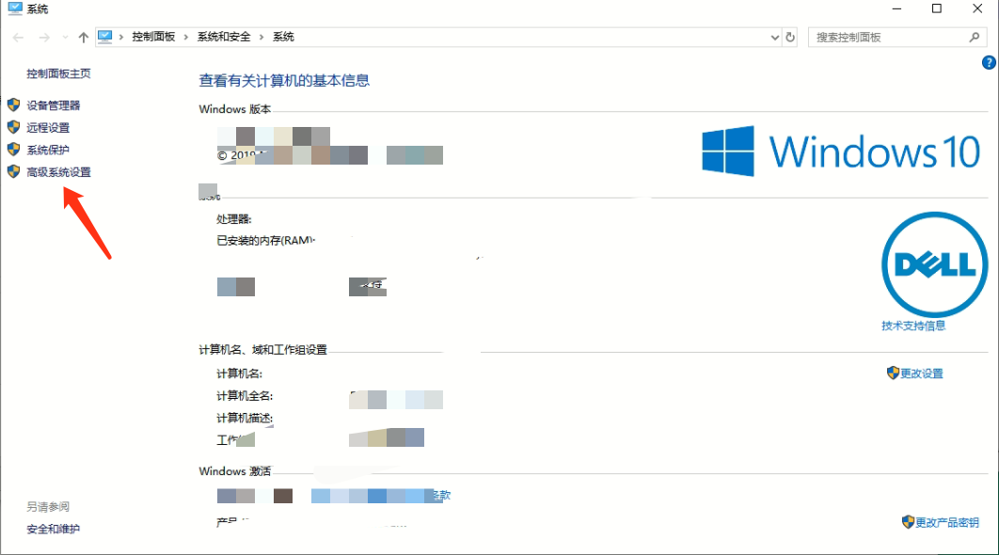 系统
控制面板 › 系统和安全 › 系统
搜索控制面板
控制面板主页
设备管理器
远程设置
系统保护
高级系统设置
另请参阅
安全和维护
查看有关计算机的基本信息
Windows 版本
© 2019
Windows 10
系统
处理器:
已安装的内存(RAM):
DELL
技术支持信息
计算机名、域和工作组设置
计算机名:
更改设置
计算机全名:
计算机描述:
工作
Windows 激活
条款
产品
更改产品密钥